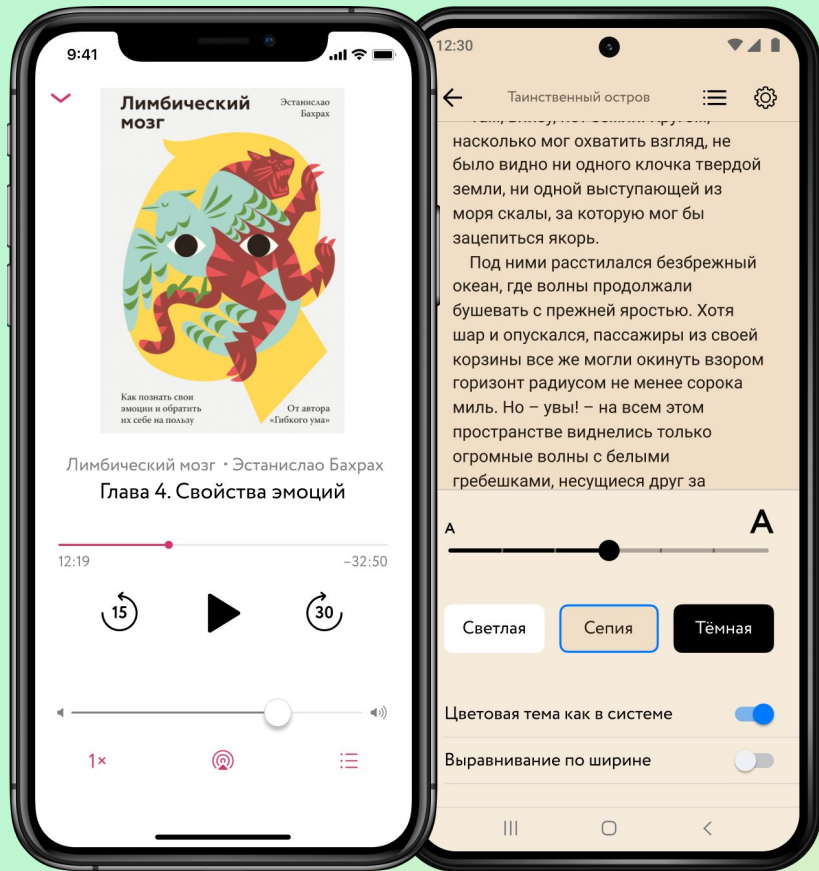 9:41
Лимбический
мозг
Эстанислао
Бахрах
Как познать свои
эмоции и обратить
их себе на пользу
От автора
«Гибкого ума»
Лимбический мозг • Эстанислао Бахрах
Глава 4. Свойства эмоций
12:19
−32:50
15
30
1×
12:30
Таинственный остров
насколько мог охватить взгляд, не
было видно ни одного клочка твердой
земли, ни одной выступающей из
моря скалы, за которую мог бы
зацепиться якорь.
Под ними расстилался безбрежный
океан, где волны продолжали
бушевать с прежней яростью. Хотя
шар и опускался, пассажиры из своей
корзины все же могли окинуть взором
горизонт радиусом не менее сорока
миль. Но – увы! – на всем этом
пространстве виднелись только
огромные волны с белыми
гребешками, несущиеся друг за
A
A
Светлая
Сепия
Тёмная
Цветовая тема как в системе
Выравнивание по ширине